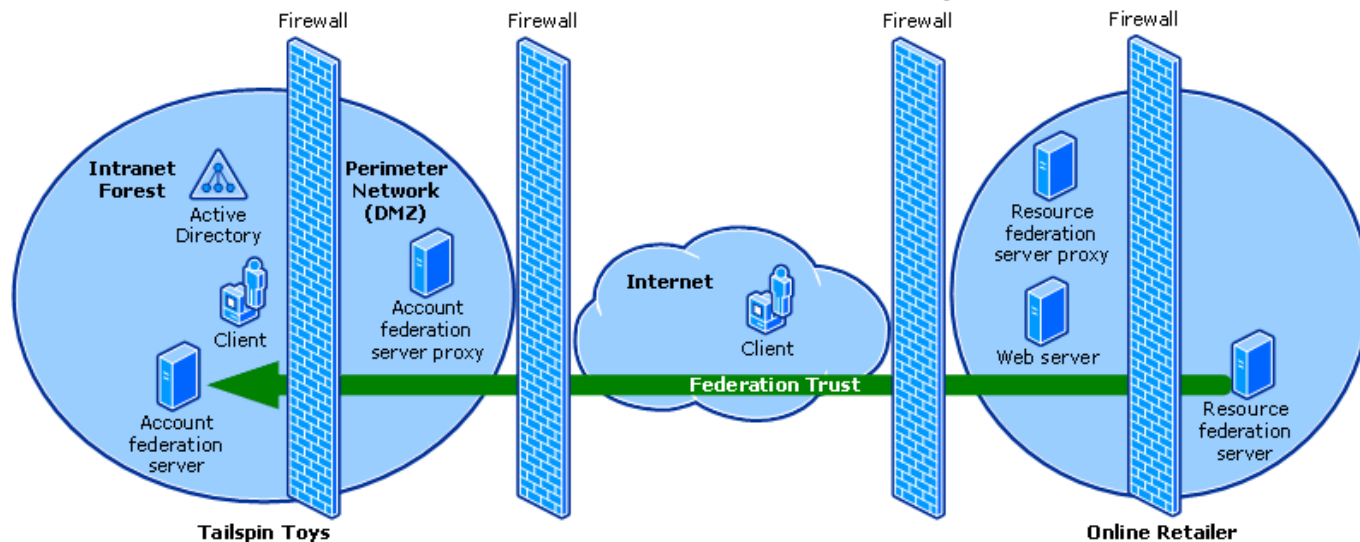 Firewall
Firewall
Firewall
Firewall
Intranet
Forest
Active
Directory
Client
Account
federation
server
Perimeter
Network
(DMZ)
Account
federation
server proxy
Internet
Client
Federation Trust
Resource
federation
server proxy
Web server
Resource
federation
server
Tailspin Toys
Online Retailer